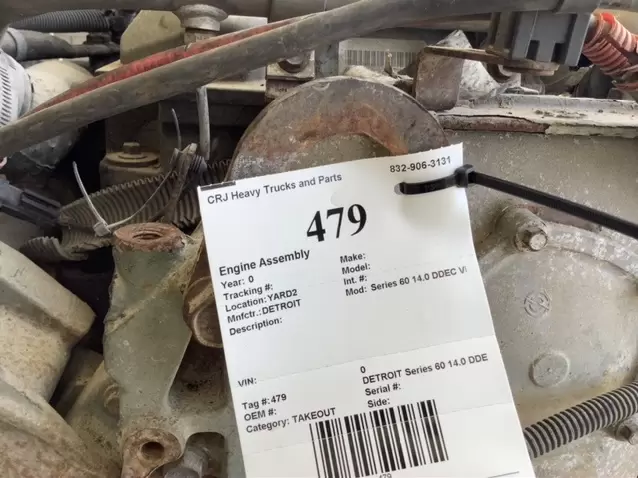 CRJ Heavy Trucks and Parts 832-906-3131
479
Engine Assembly Make:
Year: 0 Model:
Tracking #: Int. #:
Location:YARD2 Mod: Series 60 14.0 DDEC
Mnfctr.:DETROIT
Description:
VIN: 0
DETROIT Series 60 14.0 DDE
Tag #:479 Serial #:
OEM #: Side:
Category: TAKEOUT
479